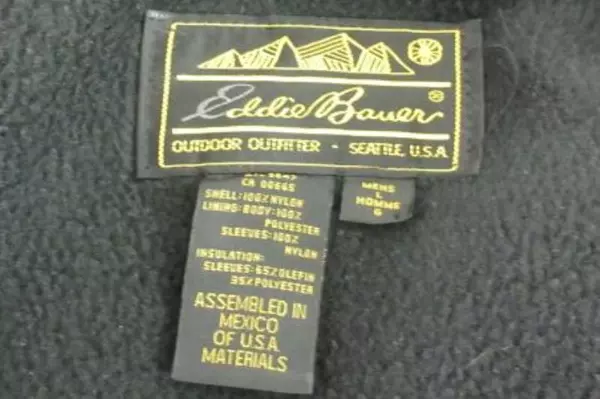 Eddie Bauer®
OUTDOOR OUTFITTER - SEATTLE, U.S.A.
CA 00665
SHELL:100% NYLON
LINING:BODY:100%
POLYESTER
SLEEVES:100%
NYLON
INSULATION:
SLEEVES:65% OLEFIN
35% POLYESTER
ASSEMBLED IN
MEXICO
OF U.S.A.
MATERIALS
MENS
L
HOMME
G